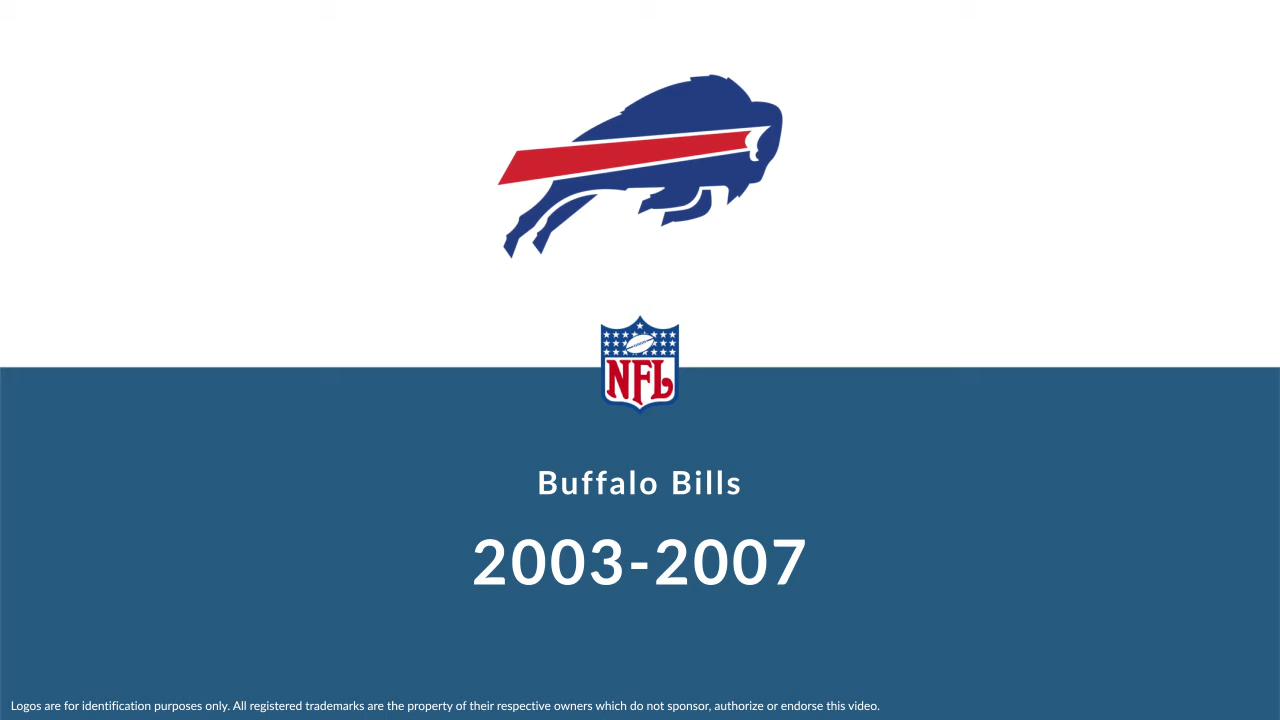 NFL
Buffalo Bills
2003-2007
Logos are for identification purposes only. All registered trademarks are the property of their respective owners which do not sponsor, authorize or endorse this video.